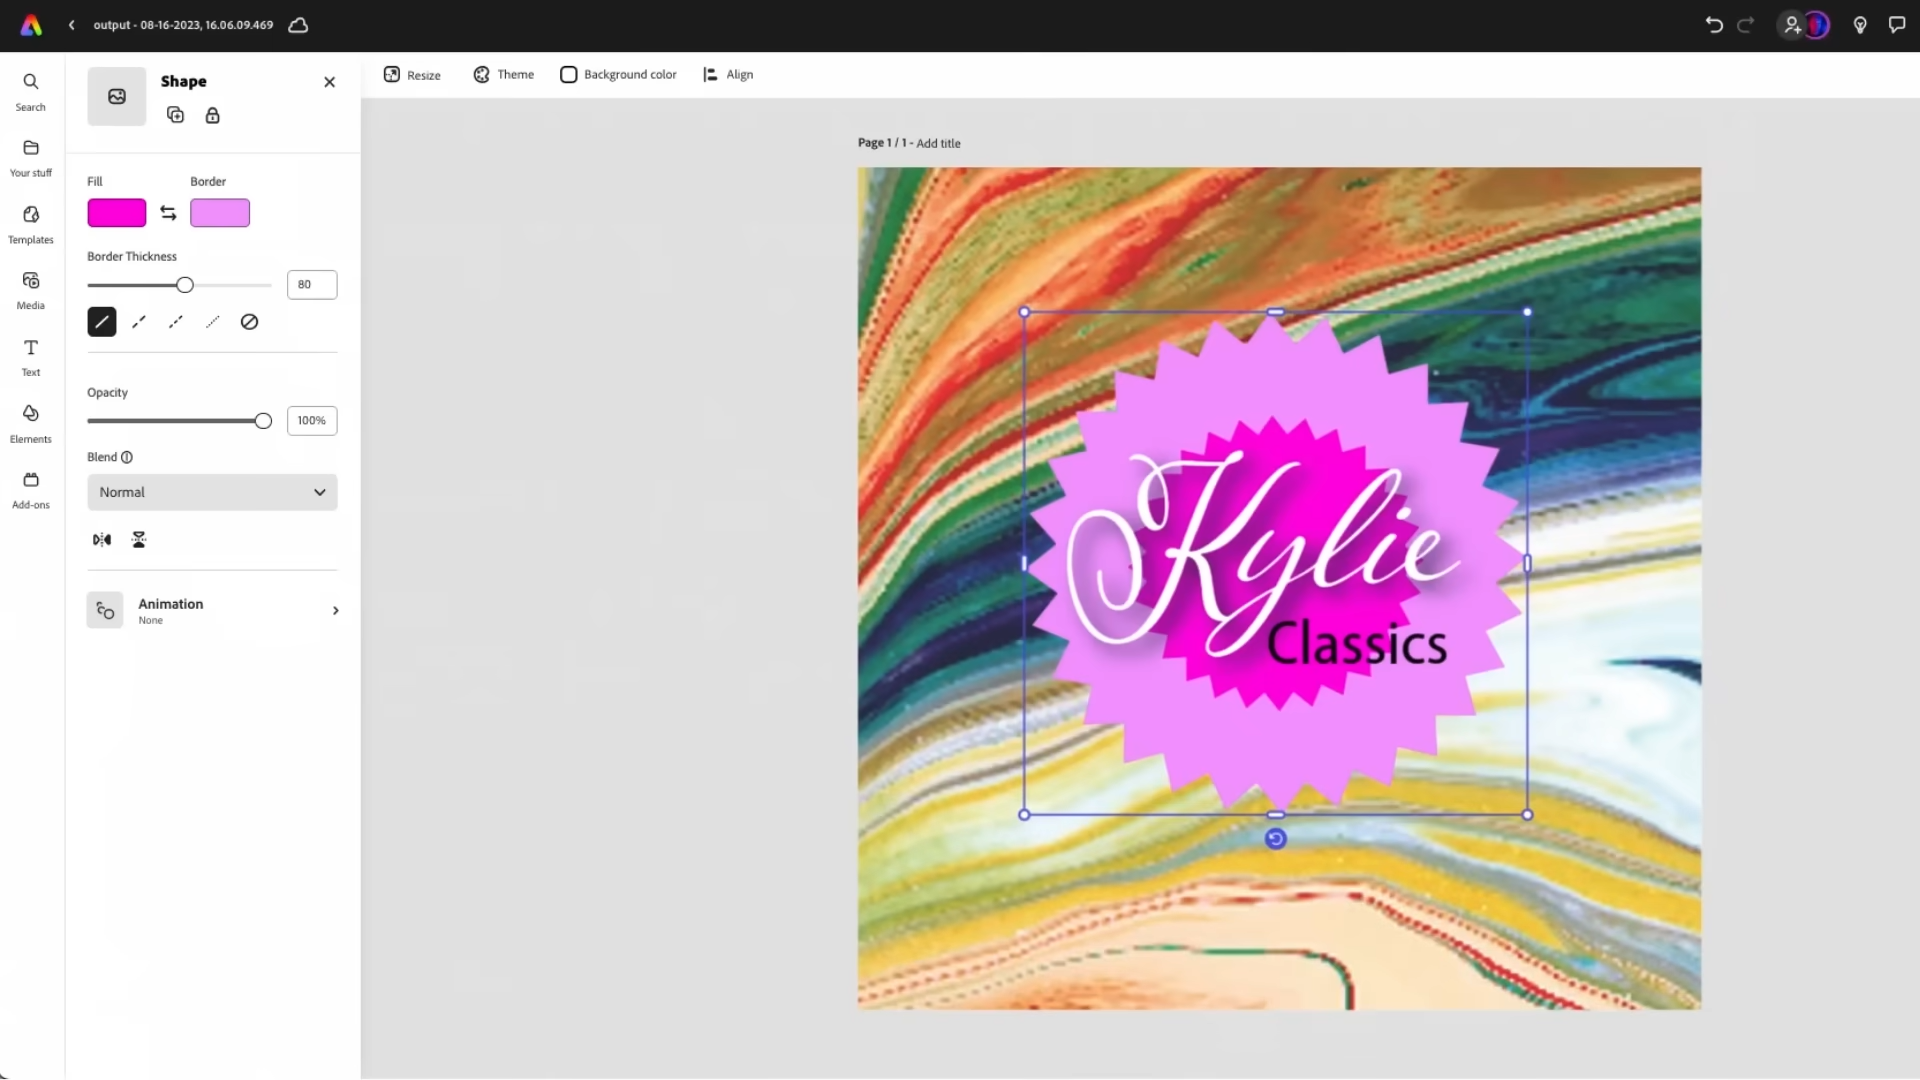 output - 08-16-2023, 16.06.09.469
Search
Your stuff
Templates
Media
Text
Elements
Add-ons
Shape
Fill
Border
Border Thickness
80
Opacity
100%
Blend
Normal
Animation
None
Resize
Theme
Background color
Align
Page 1 / 1 - Add title
Kylie
Classics